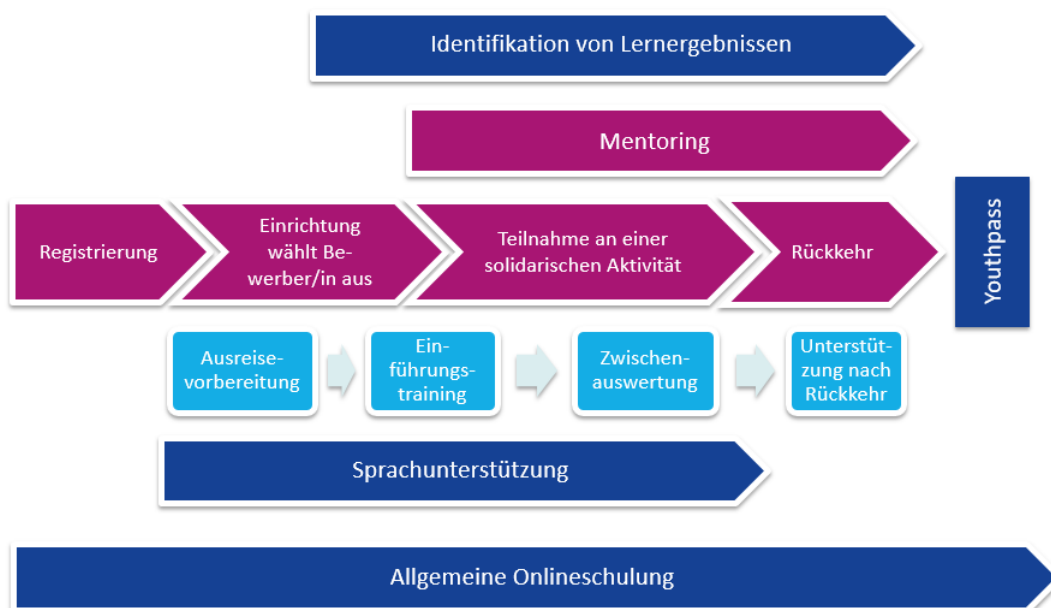 Identifikation von Lernergebnissen
Mentoring
Registrierung
Einrichtung
wählt Be-
werber/in aus
Teilnahme an einer
solidarischen Aktivität
Rückkehr
Youthpass
Ausreise-
vorbereitung
Ein-
führungs-
training
Zwischen-
auswertung
Unterstüt-
zung nach
Rückkehr
Sprachunterstützung
Allgemeine Onlineschulung